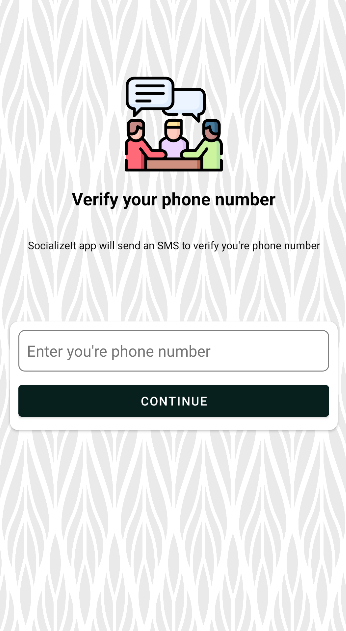 Verify your phone number
SocializeIt app will send an SMS to verify you're phone number
Enter you're phone number
CONTINUE